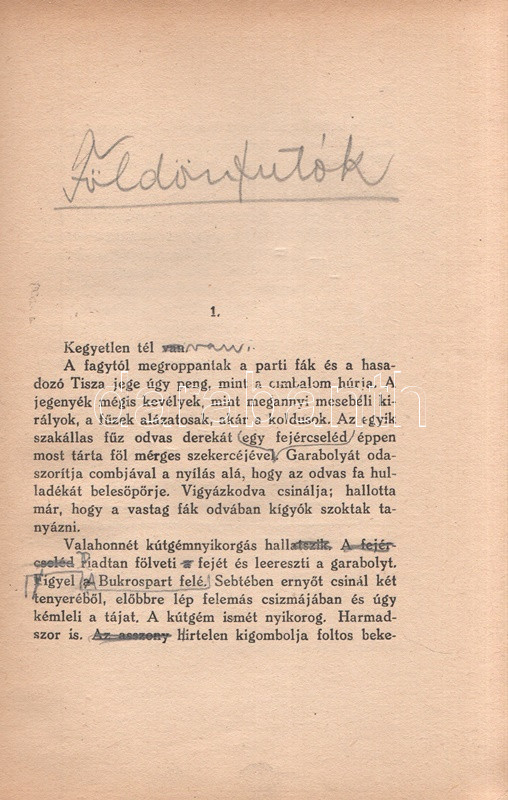 Földönfutók
1.
Kegyetlen tél van. van.
A fagytól megroppantak a parti fák és a hasa-
dozó Tisza jege úgy peng, mint a cimbalom húrja. A
jegenyék mégis kevélyek, mint megannyi mesebéli ki-
rályok, a fűzek alázatosak, akár a koldusok. Az egyik
szakállas fűz odvas derekát egy fejércseléd éppen
most tárta föl mérges szekercéjével. Garabolyát oda-
szorítja combjával a nyílás alá, hogy az odvas fa hul-
ladékát belesöpörje. Vigyázkodva csinálja; hallotta
már, hogy a vastag fák odvában kígyók szoktak ta-
nyázni.
Valahonnét kútgémnyikorgás hallatszik. A fejér-
cseléd Riadtan fölveti a fejét és leereszti a garabolyt.
Figyel a A Bukrospart felé. Sebtében ernyőt csinál két
tenyeréből, előbbre lép felemás csizmájában és úgy
kémleli a tájat. A kútgém ismét nyikorog. Harmad-
szor is. Az asszony Hirtelen kigombolja foltos beke-
darabanth